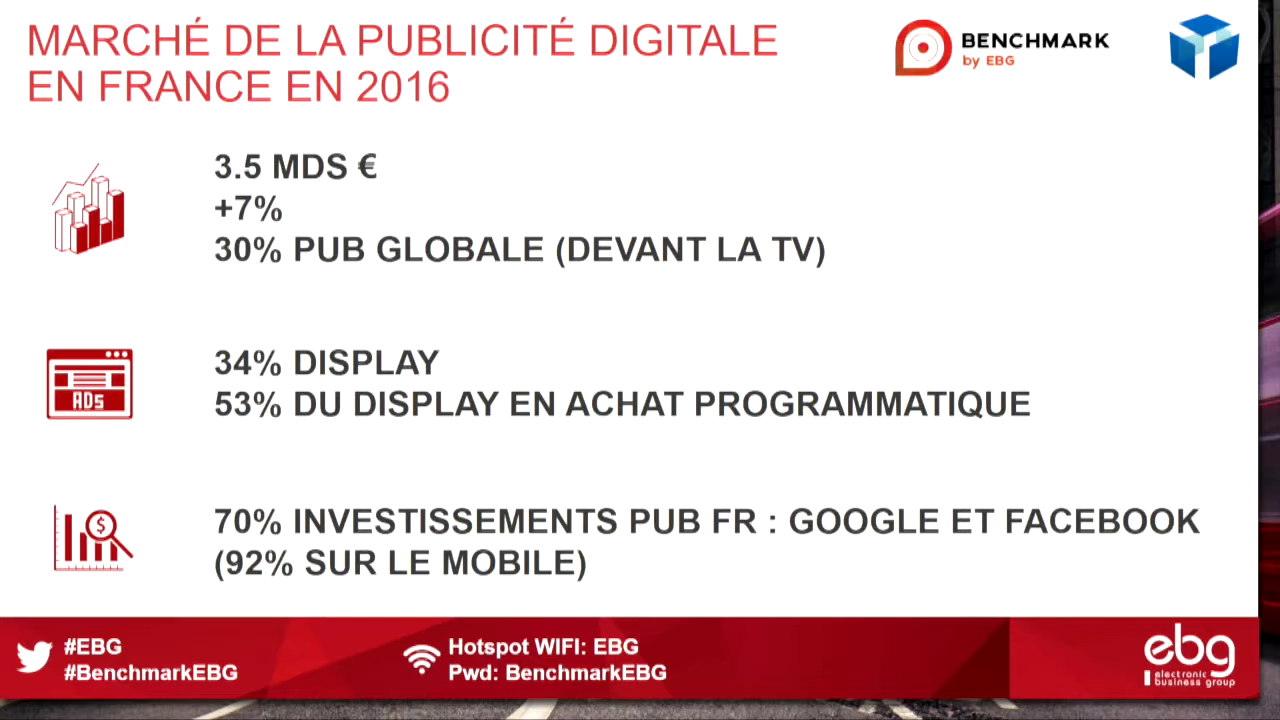 MARCHÉ DE LA PUBLICITÉ DIGITALE
EN FRANCE EN 2016
BENCHMARK
by EBG
3.5 MDS €
+7%
30% PUB GLOBALE (DEVANT LA TV)
ADs
34% DISPLAY
53% DU DISPLAY EN ACHAT PROGRAMMATIQUE
$
70% INVESTISSEMENTS PUB FR : GOOGLE ET FACEBOOK
(92% SUR LE MOBILE)
#EBG
#BenchmarkEBG
Hotspot WIFI: EBG
Pwd: BenchmarkEBG
ebg
electronic
business group